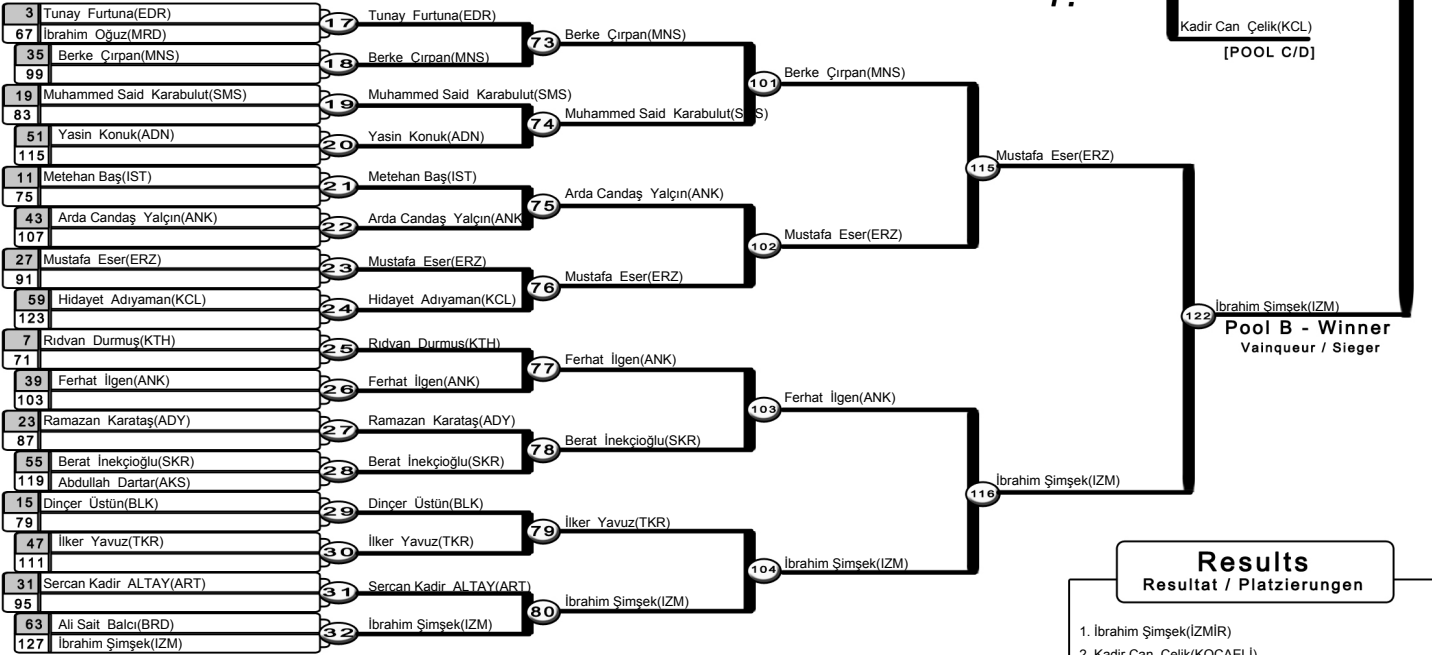 3 Tunay Furtuna(EDR)
67 İbrahim Oğuz(MRD)
35 Berke Çırpan(MNS)
99
19 Muhammed Said Karabulut(SMS)
83
51 Yasin Konuk(ADN)
115
11 Metehan Baş(IST)
75
43 Arda Candaş Yalçın(ANK)
107
27 Mustafa Eser(ERZ)
91
59 Hidayet Adıyaman(KCL)
123
7 Rıdvan Durmuş(KTH)
71
39 Ferhat İlgen(ANK)
103
23 Ramazan Karataş(ADY)
87
55 Berat İnekçioğlu(SKR)
119 Abdullah Dartar(AKS)
15 Dinçer Üstün(BLK)
79
47 İlker Yavuz(TKR)
111
31 Sercan Kadir ALTAY(ART)
95
63 Ali Sait Balcı(BRD)
127 İbrahim Şimşek(IZM)
17 Tunay Furtuna(EDR)
18 Berke Çırpan(MNS)
19 Muhammed Said Karabulut(SMS)
20 Yasin Konuk(ADN)
21 Metehan Baş(IST)
22 Arda Candaş Yalçın(ANK
23 Mustafa Eser(ERZ)
24 Hidayet Adıyaman(KCL)
25 Rıdvan Durmuş(KTH)
26 Ferhat İlgen(ANK)
27 Ramazan Karataş(ADY)
28 Berat İnekçioğlu(SKR)
29 Dinçer Üstün(BLK)
30 İlker Yavuz(TKR)
31 Sercan Kadir ALTAY(ART)
32 İbrahim Şimşek(IZM)
73 Berke Çırpan(MNS)
74 Muhammed Said Karabulut(SMS)
75 Arda Candaş Yalçın(ANK)
76 Mustafa Eser(ERZ)
77 Ferhat İlgen(ANK)
78 Berat İnekçioğlu(SKR)
79 İlker Yavuz(TKR)
80 İbrahim Şimşek(IZM)
101 Berke Çırpan(MNS)
102 Mustafa Eser(ERZ)
103 Ferhat İlgen(ANK)
104 İbrahim Şimşek(IZM)
115 Mustafa Eser(ERZ)
116 İbrahim Şimşek(IZM)
Kadir Can Çelik(KCL)
[POOL C/D]
122 İbrahim Şimşek(IZM)
Pool B - Winner
Vainqueur / Sieger
Results
Resultat / Platzierungen
1. İbrahim Şimşek(İZMİR)
2. Kadir Can Çelik(KOCAELİ)